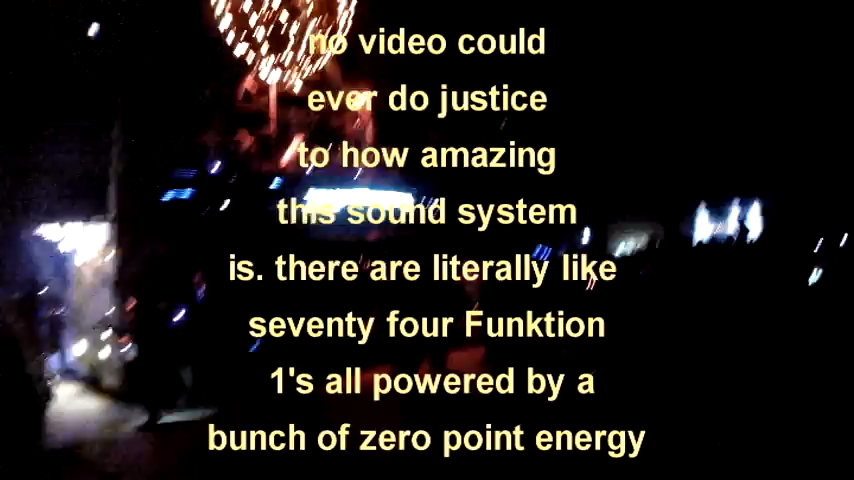 no video could
ever do justice
to how amazing
this sound system
is. there are literally like
seventy four Funktion
1's all powered by a
bunch of zero point energy